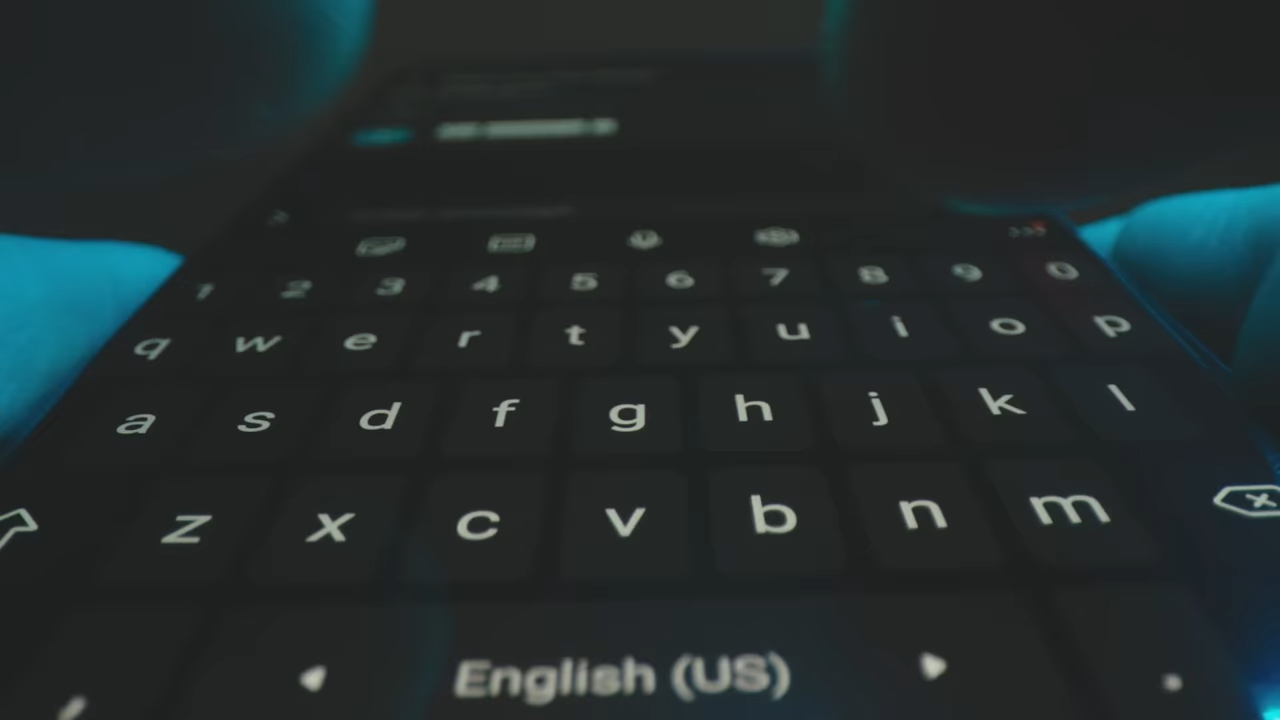 1 2 3 4 5 6 7 8 9 0
q w e r t y u i o p
a s d f g h j k l
z x c v b n m
, English (US) .